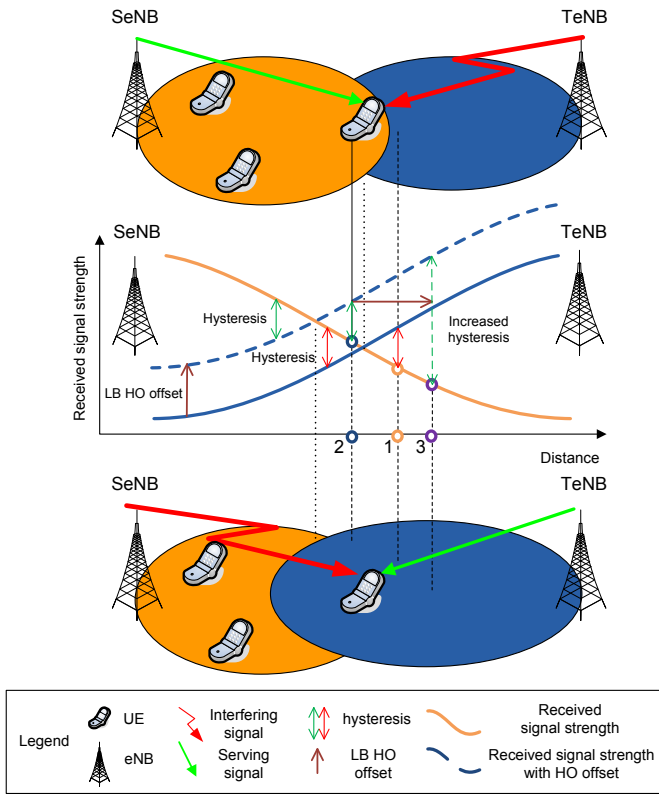 SeNB
TeNB
SeNB
TeNB
Received signal strength
Hysteresis
Hysteresis
Increased
hysteresis
LB HO offset
2
1
3
Distance
SeNB
TeNB
Legend
UE
eNB
Interfering
signal
Serving
signal
hysteresis
LB HO
offset
Received
signal strength
Received signal strength
with HO offset